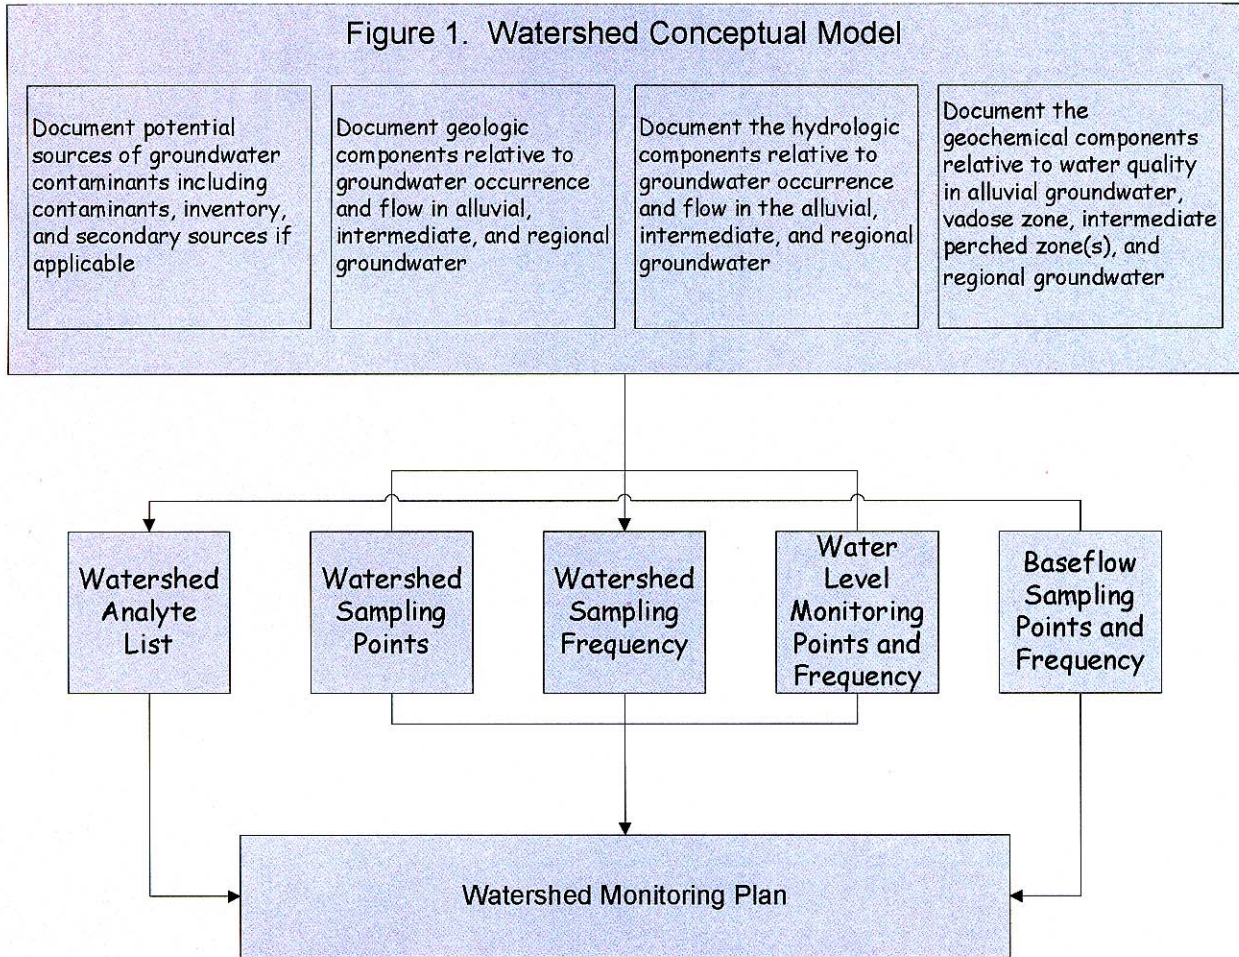 Figure 1. Watershed Conceptual Model
Document potential
sources of groundwater
contaminants including
contaminants, inventory,
and secondary sources if
applicable
Document geologic
components relative to
groundwater occurrence
and flow in alluvial,
intermediate, and regional
groundwater
Document the hydrologic
components relative to
groundwater occurrence
and flow in the alluvial,
intermediate, and regional
groundwater
Document the
geochemical components
relative to water quality
in alluvial groundwater,
vadose zone, intermediate
perched zone(s), and
regional groundwater
Watershed
Analyte
List
Watershed
Sampling
Points
Watershed
Sampling
Frequency
Water
Level
Monitoring
Points and
Frequency
Baseflow
Sampling
Points and
Frequency
Watershed Monitoring Plan